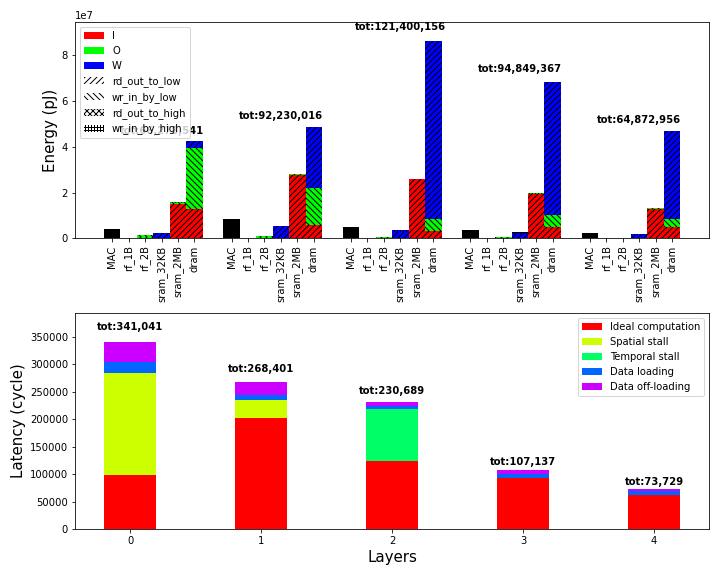 1e7
Energy (pJ)
8
6
4
2
0
I
O
W
rd_out_to_low
wr_in_by_low
rd_out_to_high
wr_in_by_high
541
tot:92,230,016
tot:121,400,156
tot:94,849,367
tot:64,872,956
MAC rf_1B rf_2B sram_32KB sram_2MB dram
MAC rf_1B rf_2B sram_32KB sram_2MB dram
MAC rf_1B rf_2B sram_32KB sram_2MB dram
MAC rf_1B rf_2B sram_32KB sram_2MB dram
MAC rf_1B rf_2B sram_32KB sram_2MB dram
Latency (cycle)
350000
300000
250000
200000
150000
100000
50000
0
tot:341,041
tot:268,401
tot:230,689
tot:107,137
tot:73,729
Ideal computation
Spatial stall
Temporal stall
Data loading
Data off-loading
0 1 2 3 4
Layers